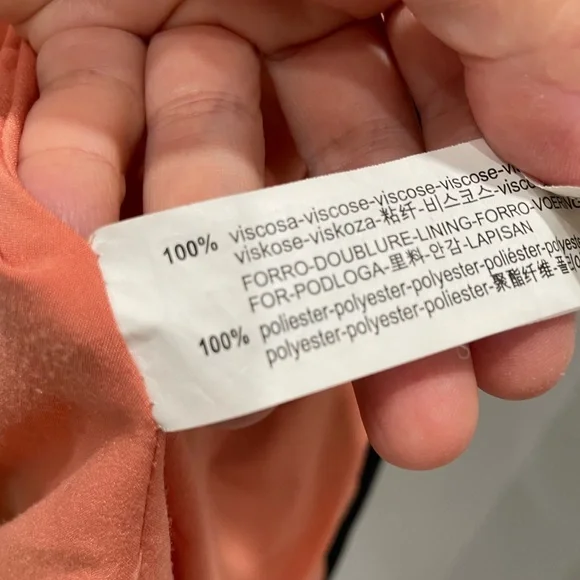 100% viscosa-viscose-viscose-viscose-
viskose-viskoza-粘纤-비스코스-
FORRO-DOUBLURE-LINING-FORRO-VOERING
FOR-PODLOGA-里料-안감-LAPISAN
100% poliester-polyester-polyester-poliéster-polyester
polyester-polyester-poliester-聚酯纤维-